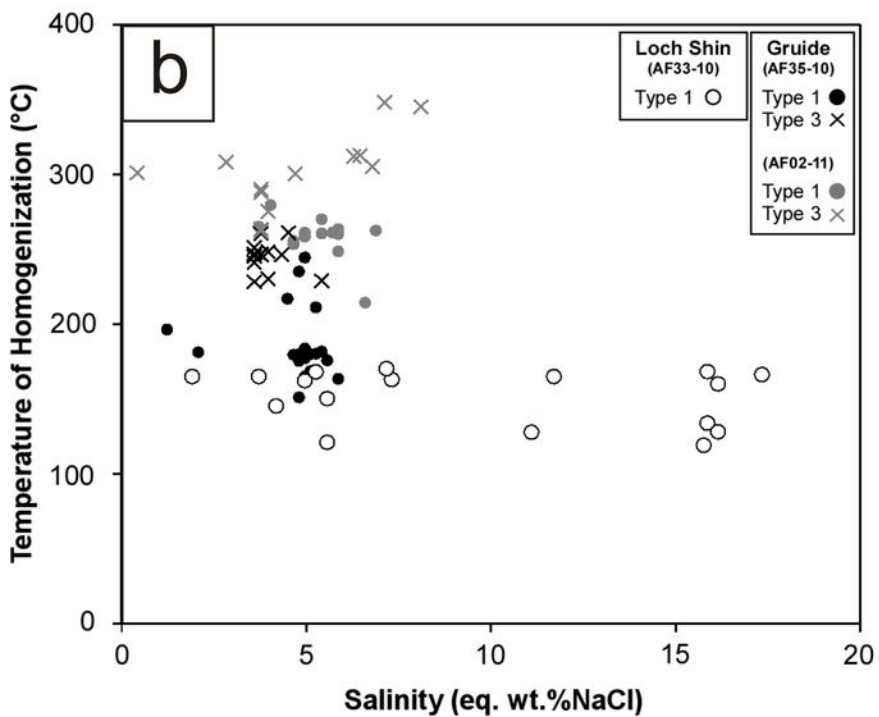 b
Loch Shin
(AF33-10)
Type 1
Gruide
(AF35-10)
Type 1
Type 3
(AF02-11)
Type 1
Type 3
Temperature of Homogenization (°C)
400
300
200
100
0
0 5 10 15 20
Salinity (eq. wt.%NaCl)